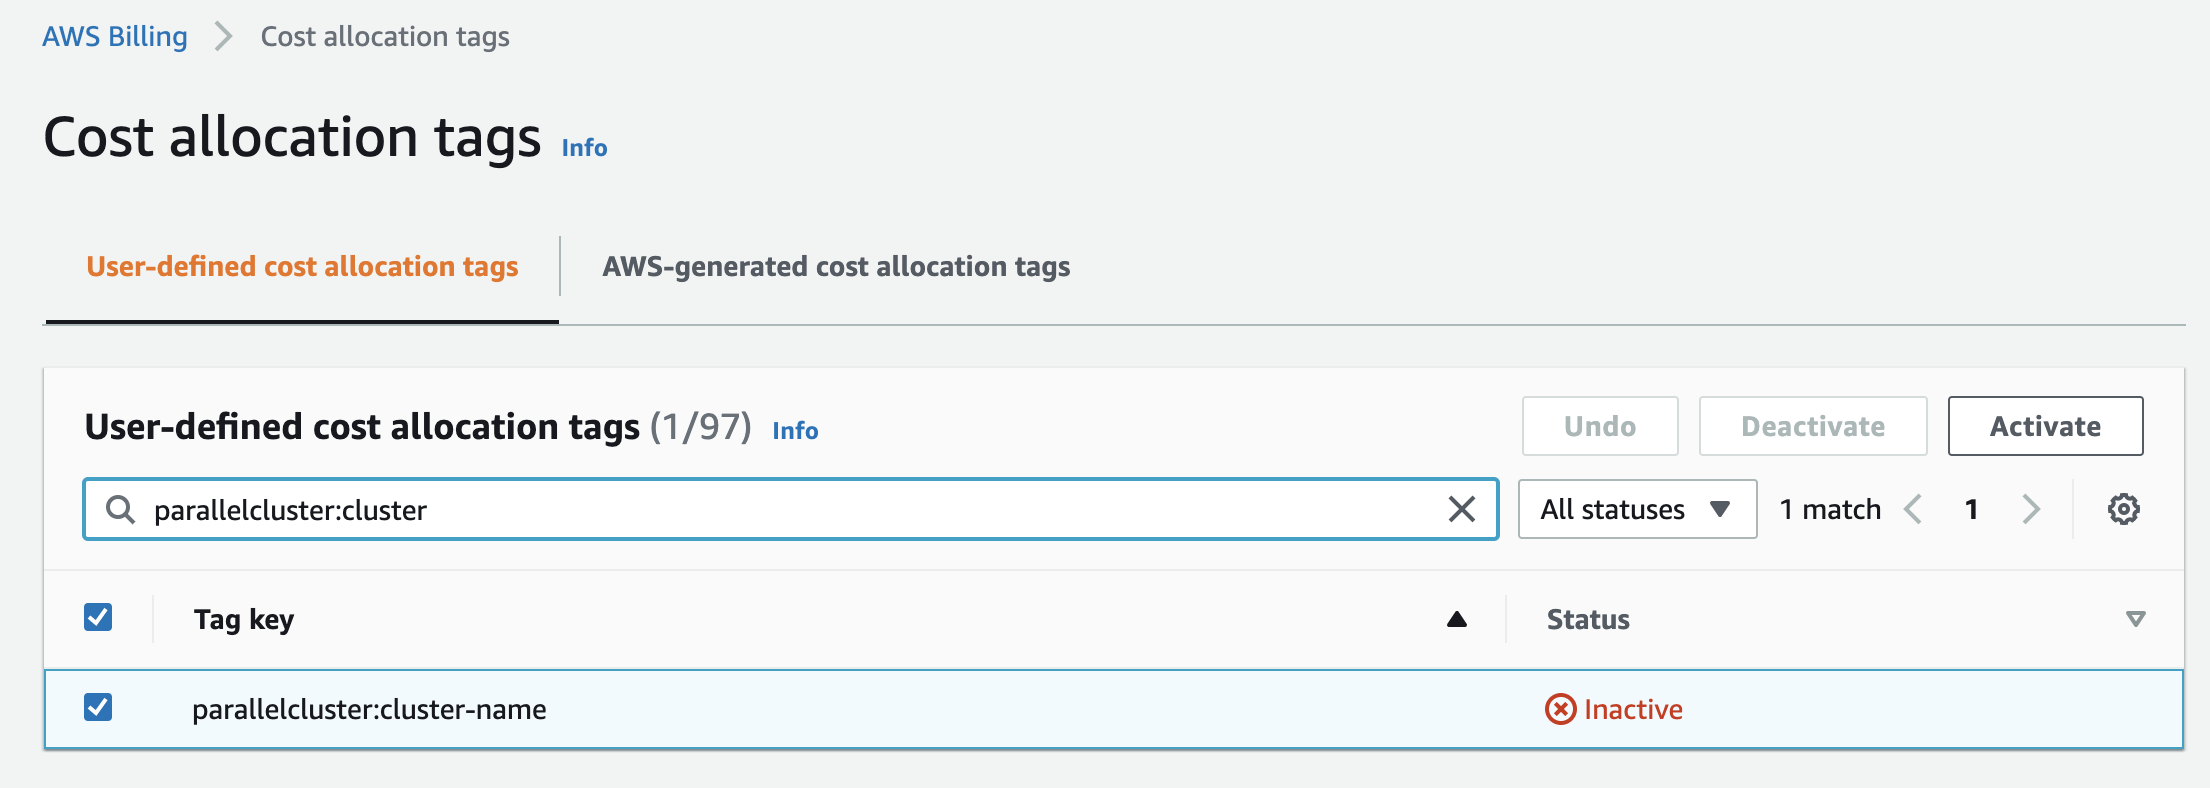 AWS Billing > Cost allocation tags
Cost allocation tags Info
User-defined cost allocation tags AWS-generated cost allocation tags
User-defined cost allocation tags (1/97) Info Undo Deactivate Activate
parallelcluster:cluster All statuses 1 match 1
Tag key Status
parallelcluster:cluster-name Inactive